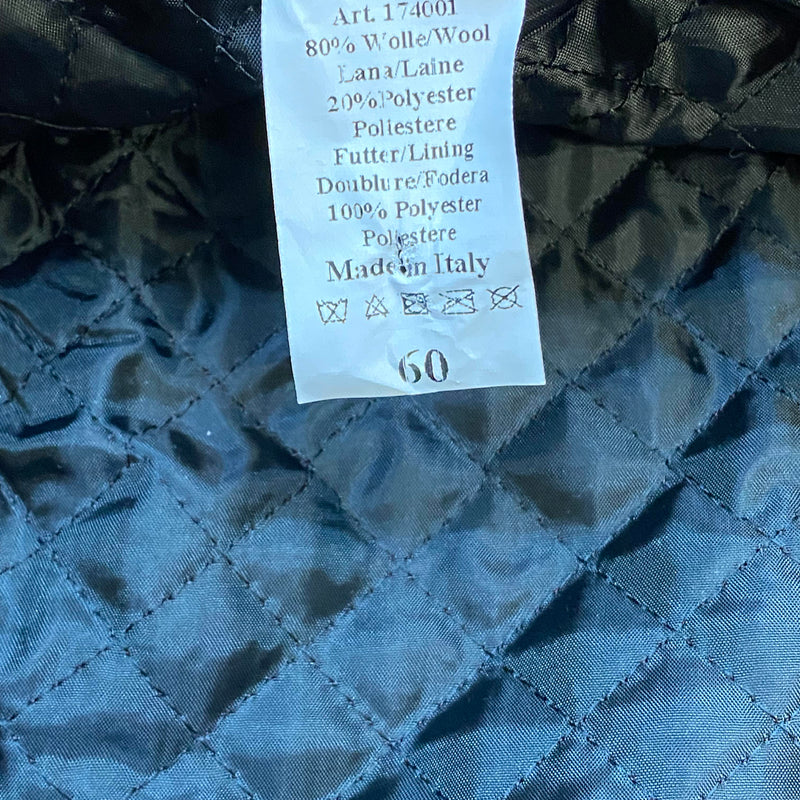 Art. 174001
80% Wolle/Wool
Lana/Laine
20%Polyester
Poliestere
Futter/Lining
Doublure/Fodera
100% Polyester
Poliestere
Made in Italy
60